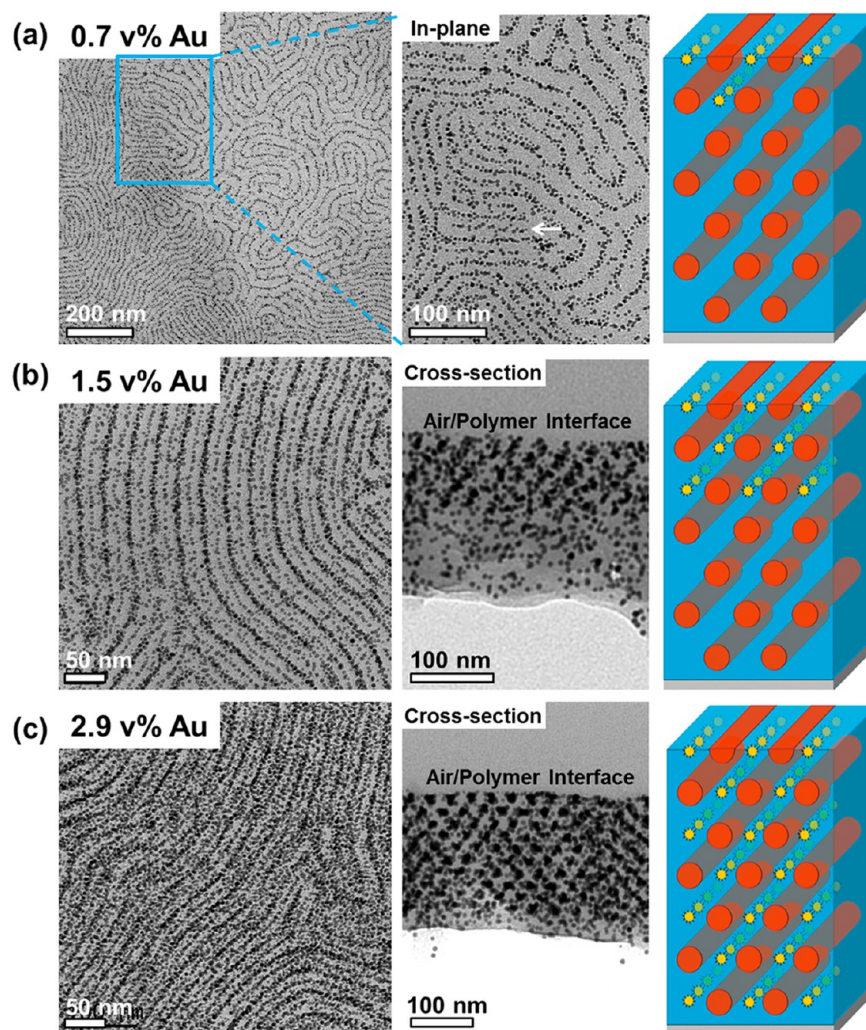 (a)
0.7 v% Au
In-plane
200 nm
100 nm
(b)
1.5 v% Au
Cross-section
Air/Polymer Interface
50 nm
100 nm
(c)
2.9 v% Au
Cross-section
Air/Polymer Interface
50 nm
100 nm